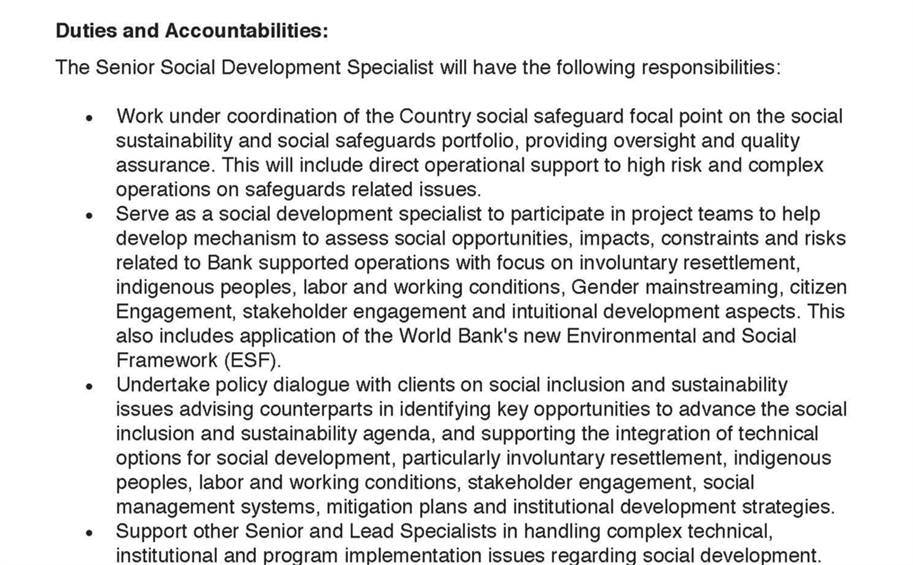 Duties and Accountabilities:
The Senior Social Development Specialist will have the following responsibilities:
• Work under coordination of the Country social safeguard focal point on the social
sustainability and social safeguards portfolio, providing oversight and quality
assurance. This will include direct operational support to high risk and complex
operations on safeguards related issues.
• Serve as a social development specialist to participate in project teams to help
develop mechanism to assess social opportunities, impacts, constraints and risks
related to Bank supported operations with focus on involuntary resettlement,
indigenous peoples, labor and working conditions, Gender mainstreaming, citizen
Engagement, stakeholder engagement and intuitional development aspects. This
also includes application of the World Bank's new Environmental and Social
Framework (ESF).
• Undertake policy dialogue with clients on social inclusion and sustainability
issues advising counterparts in identifying key opportunities to advance the social
inclusion and sustainability agenda, and supporting the integration of technical
options for social development, particularly involuntary resettlement, indigenous
peoples, labor and working conditions, stakeholder engagement, social
management systems, mitigation plans and institutional development strategies.
• Support other Senior and Lead Specialists in handling complex technical,
institutional and program implementation issues regarding social development.